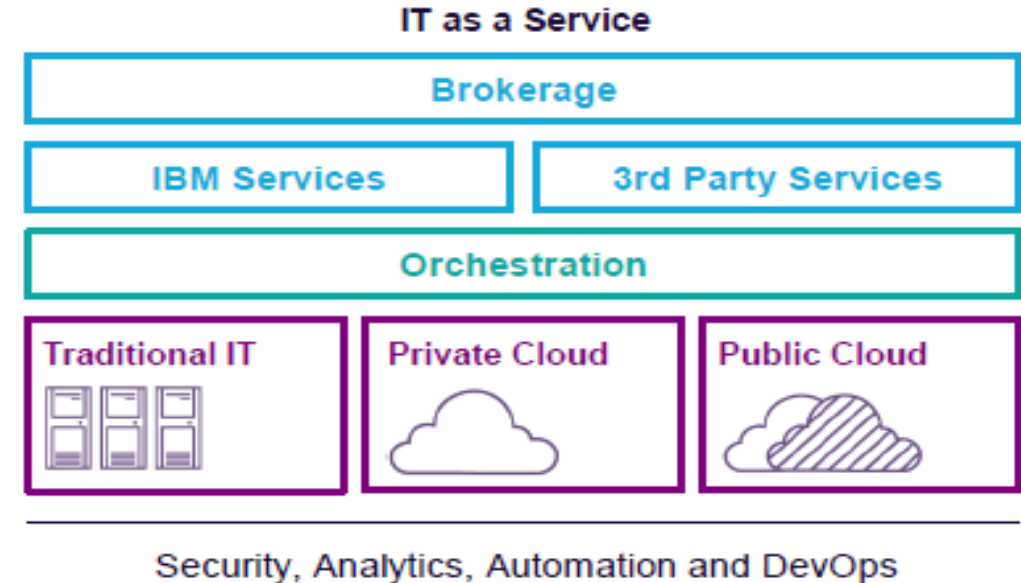 IT as a Service
Brokerage
IBM Services
3rd Party Services
Orchestration
Traditional IT
Private Cloud
Public Cloud
Security, Analytics, Automation and DevOps